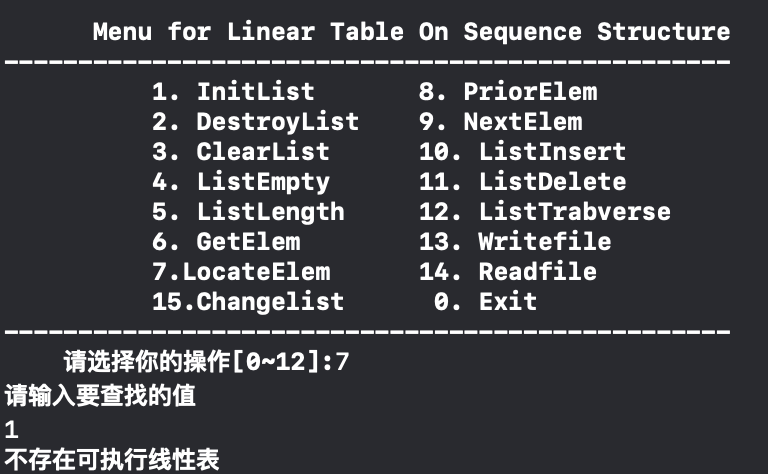 Menu for Linear Table On Sequence Structure
-------------------------------------------------
1. InitList 8. PriorElem
2. DestroyList 9. NextElem
3. ClearList 10. ListInsert
4. ListEmpty 11. ListDelete
5. ListLength 12. ListTrabverse
6. GetElem 13. Writefile
7.LocateElem 14. Readfile
15.Changelist 0. Exit
-------------------------------------------------
请选择你的操作[0~12]:7
请输入要查找的值
1
不存在可执行线性表